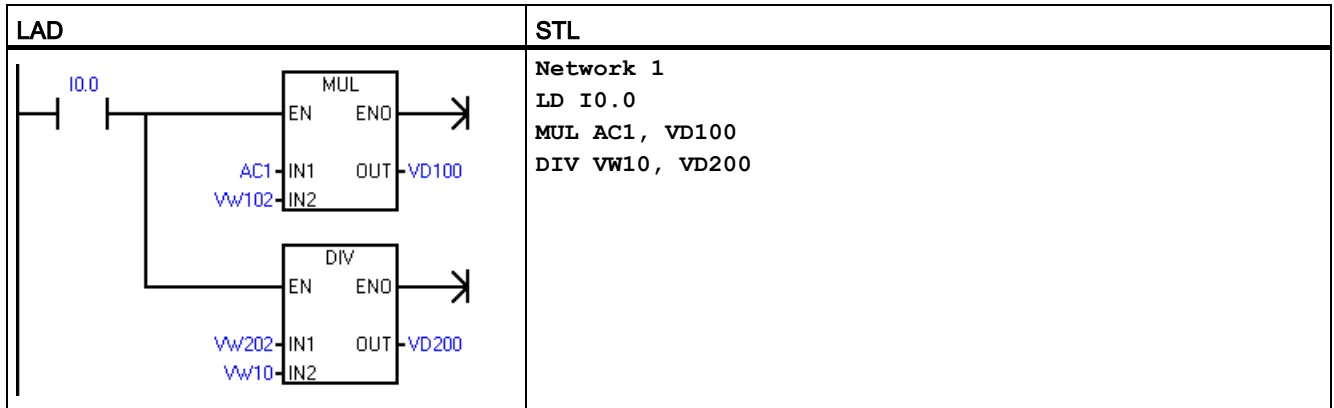 LAD
STL
I0.0
MUL
EN ENO
AC1 IN1 OUT VD100
VW102 IN2
DIV
EN ENO
VW202 IN1 OUT VD200
VW10 IN2
Network 1
LD I0.0
MUL AC1, VD100
DIV VW10, VD200